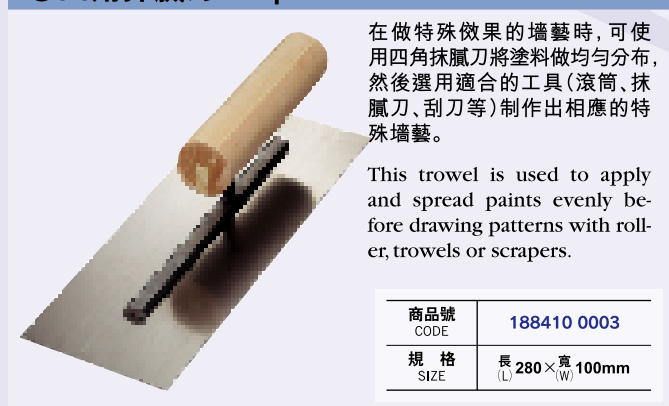 在做特殊傚果的墻藝時,可使
用四角抹膩刀將塗料做均勻分布,
然後選用適合的工具(滾筒、抹
膩刀、刮刀等)制作出相應的特
殊墻藝。
This trowel is used to apply
and spread paints evenly be-
fore drawing patterns with roll-
er, trowels or scrapers.
商品號
CODE
188410 0003
規 格
SIZE
長(L) 280×寬(W) 100mm